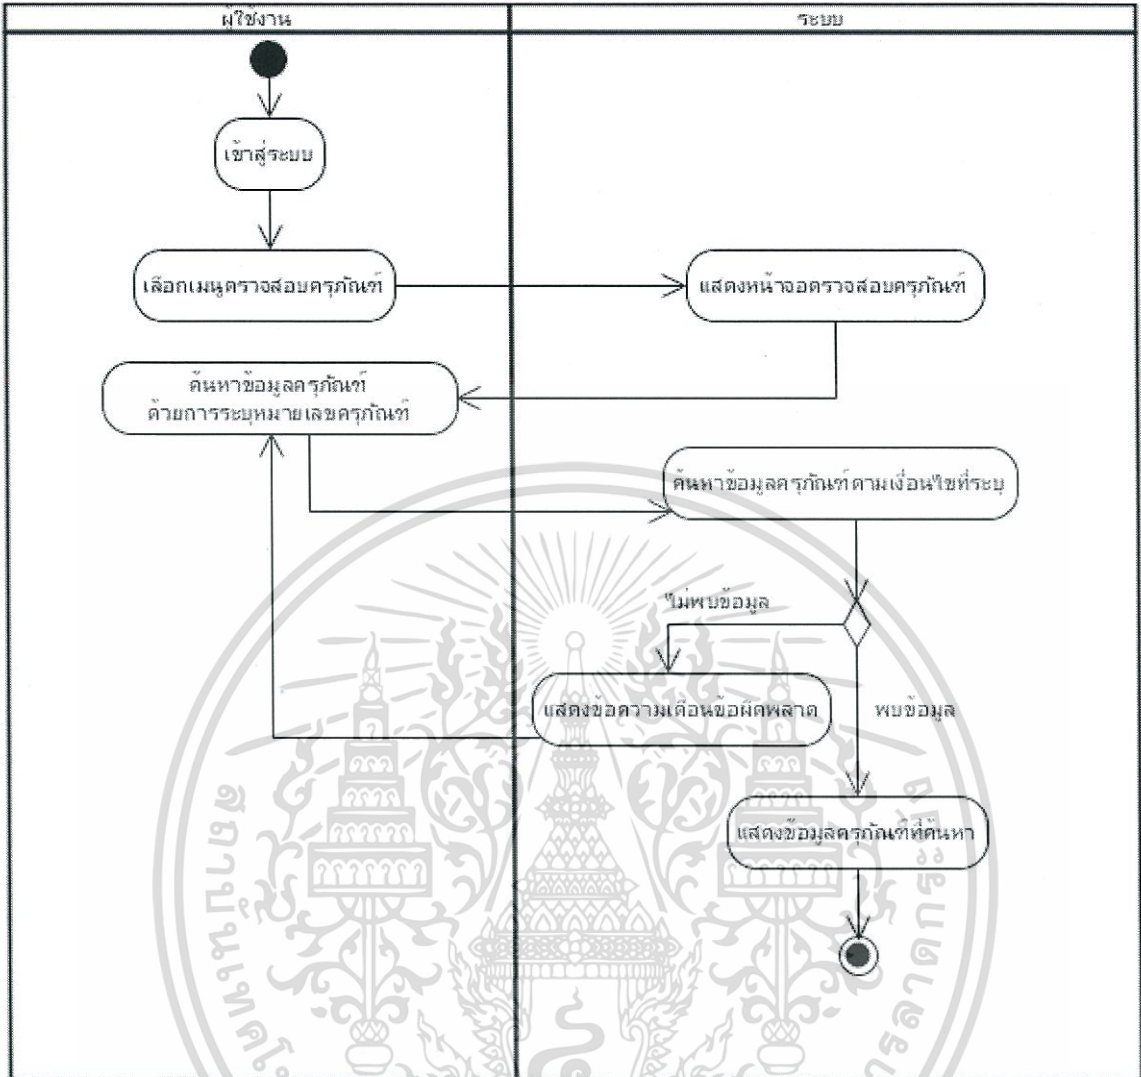 ผู้ใช้งาน
ระบบ
เข้าสู่ระบบ
เลือกเมนูตรวจสอบครุภัณฑ์
แสดงหน้าจอตรวจสอบครุภัณฑ์
ค้นหาข้อมูลครุภัณฑ์
ด้วยการระบุหมายเลขครุภัณฑ์
ค้นหาข้อมูลครุภัณฑ์ตามเงื่อนไขที่ระบุ
ไม่พบข้อมูล
แสดงข้อความเตือนข้อผิดพลาด
พบข้อมูล
แสดงข้อมูลครุภัณฑ์ที่ค้นหา